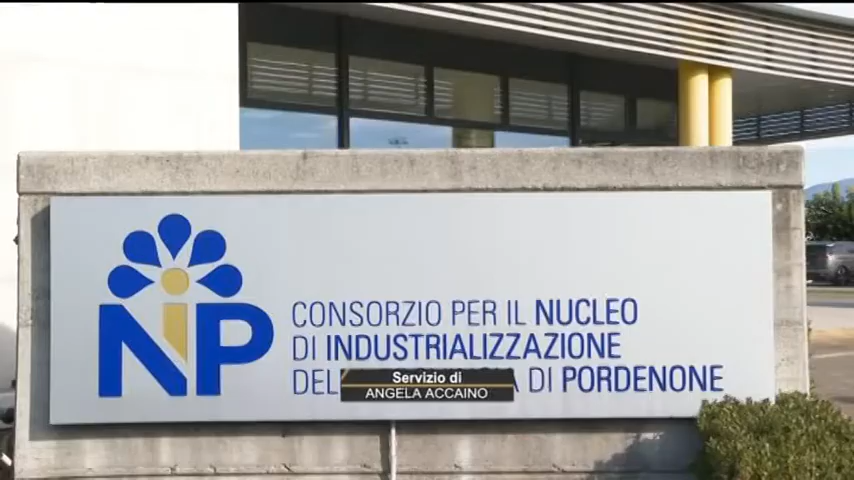 NiP
CONSORZIO PER IL NUCLEO
DI INDUSTRIALIZZAZIONE
DEL DI PORDENONE
Servizio di
ANGELA ACCAINO